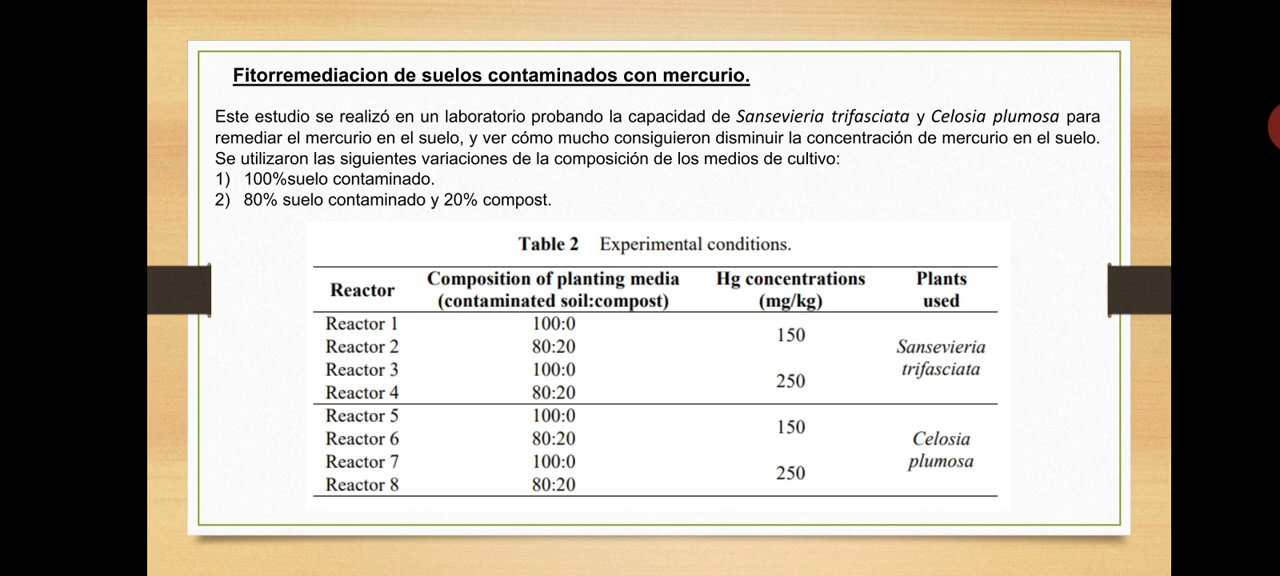 Fitorremediacion de suelos contaminados con mercurio.
Este estudio se realizó en un laboratorio probando la capacidad de Sansevieria trifasciata y Celosia plumosa para
remediar el mercurio en el suelo, y ver cómo mucho consiguieron disminuir la concentración de mercurio en el suelo.
Se utilizaron las siguientes variaciones de la composición de los medios de cultivo:
1) 100%suelo contaminado.
2) 80% suelo contaminado y 20% compost.
Table 2 Experimental conditions.
Reactor Composition of planting media (contaminated soil:compost) Hg concentrations (mg/kg) Plants used
Reactor 1 100:0
150
Reactor 2 80:20
Sansevieria
Reactor 3 100:0
trifasciata
250
Reactor 4 80:20
Reactor 5 100:0
150
Reactor 6 80:20
Celosia
Reactor 7 100:0
plumosa
250
Reactor 8 80:20